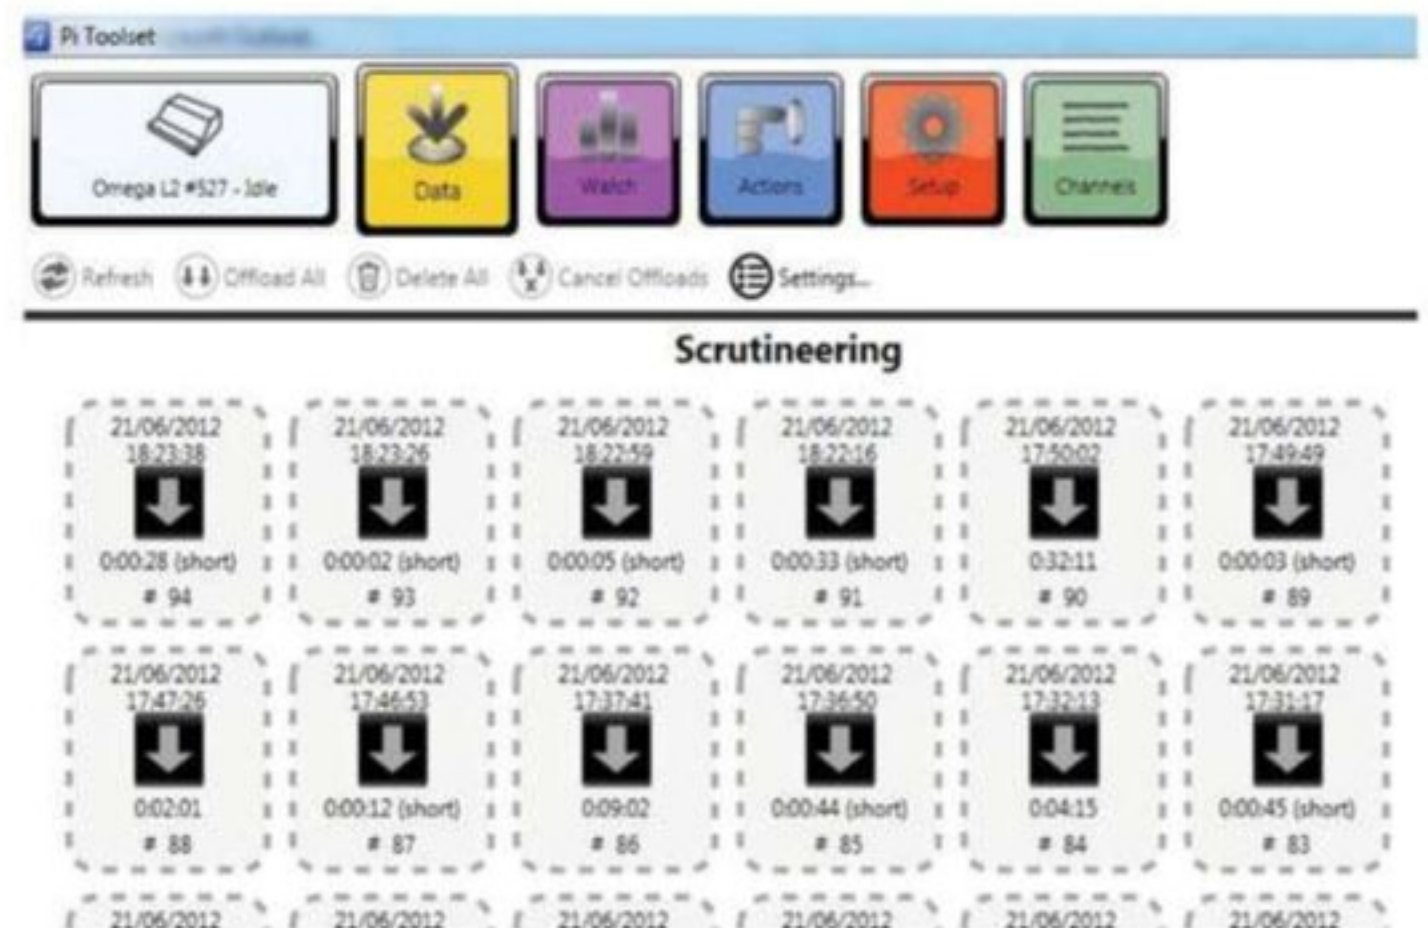 Pi Toolset
Omega L2 #527 - Idle
Data
Watch
Actions
Setup
Channels
Refresh
Offload All
Delete All
Cancel Offloads
Settings...
Scrutineering
21/06/2012
18:23:38
0:00:28 (short)
# 94
21/06/2012
18:23:26
0:00:02 (short)
# 93
21/06/2012
18:22:59
0:00:05 (short)
# 92
21/06/2012
18:22:16
0:00:33 (short)
# 91
21/06/2012
17:50:02
0:32:11
# 90
21/06/2012
17:49:49
0:00:03 (short)
# 89
21/06/2012
17:47:26
0:02:01
# 88
21/06/2012
17:46:53
0:00:12 (short)
# 87
21/06/2012
17:37:41
0:09:02
# 86
21/06/2012
17:36:50
0:00:44 (short)
# 85
21/06/2012
17:32:13
0:04:15
# 84
21/06/2012
17:31:17
0:00:45 (short)
# 83
21/06/2012
21/06/2012
21/06/2012
21/06/2012
21/06/2012
21/06/2012